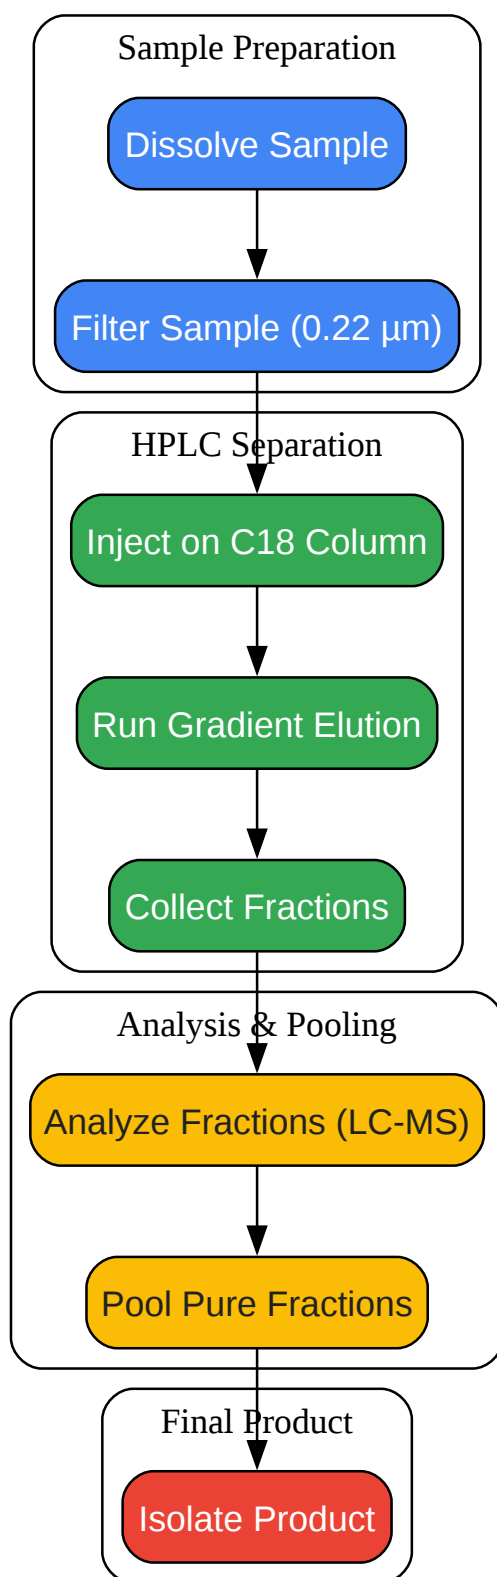 Sample Preparation
Dissolve Sample
Filter Sample (0.22 µm)
HPLC Separation
Inject on C18 Column
Run Gradient Elution
Collect Fractions
Analysis & Pooling
Analyze Fractions (LC-MS)
Pool Pure Fractions
Final Product
Isolate Product